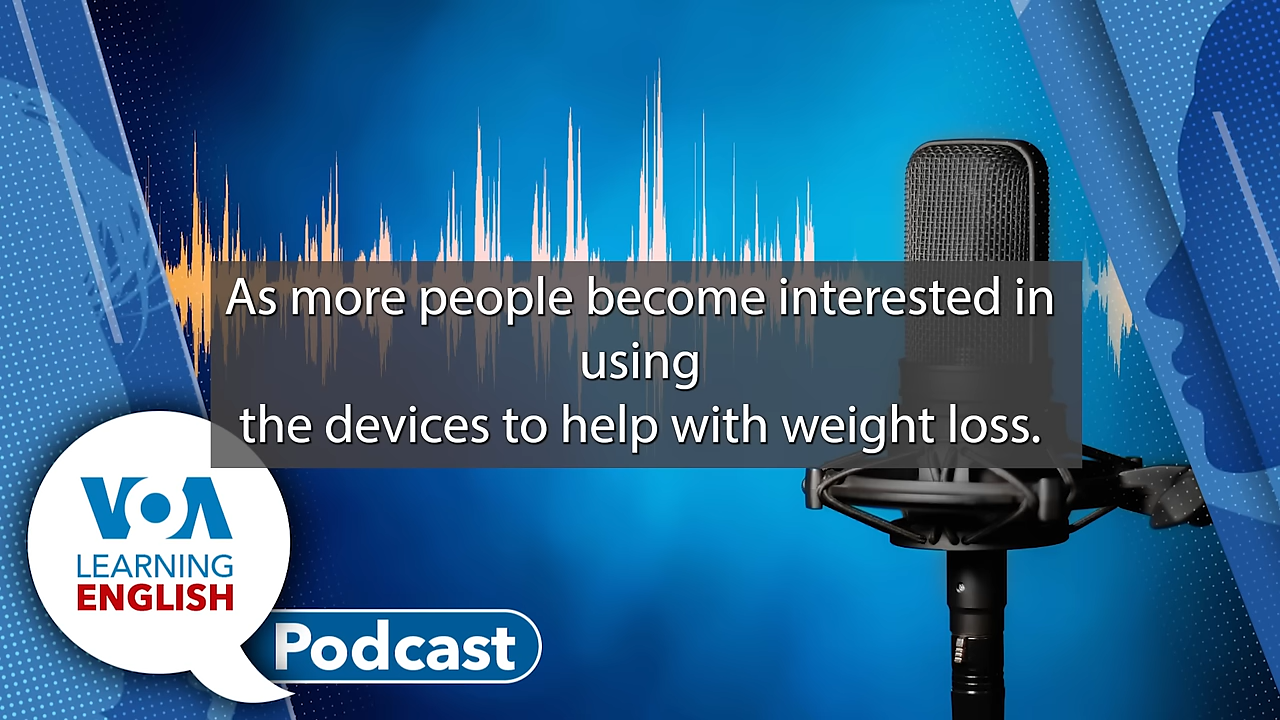 As more people become interested in
using
the devices to help with weight loss.
VOA
LEARNING
ENGLISH
Podcast